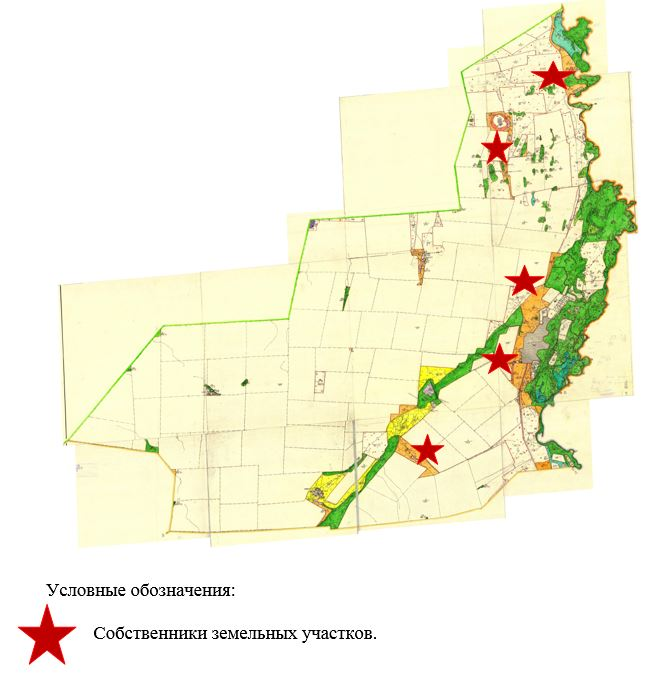 Условные обозначения:
Собственники земельных участков.